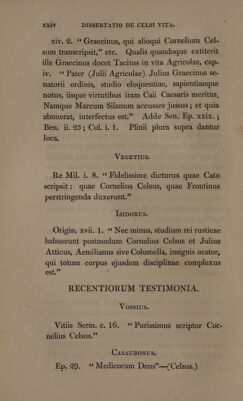 xxiv DISSERTATIO DE CELSI VITA.
xiv. 2. “Graecinus, qui alioqui Cornelium Cel-
sum transcripsit,” etc. Qualis quandoque extiterit
ille Graecinus docet Tacitus in vita Agricolae, cap.
iv. “Pater (Julii Agricolae) Julius Graecinus se-
natorii ordinis, studio eloquentiae, sapientiaeque
notus, iisque virtutibus iram Caii Caesaris meritus.
Namque Marcum Silanum accusare jussus; et quia
abnuerat, interfectus est.” Adde Sen. Ep. xxix. ;
Ben. ii. 25; Col. i. 1. Plinii plura supra dantur
loca.
VEGETIUS.
Re Mil. i. 8. “Fidelissime dicturus quae Cato
scripsit: quae Cornelius Celsus, quae Frontinus
perstringenda duxerunt.”
ISIDORUS.
Origin. xvii. 1. “Nec minus, studium rei rusticae
habuerunt postmodum Cornelius Celsus et Julius
Atticus, Aemilianus sive Columella, insignis orator,
qui totum corpus ejusdem disciplinae complexus
est.”
RECENTIORUM TESTIMONIA.
VOSSIUS.
Vitiis Serm. c. 16. “Purissimus scriptor Cor-
nelius Celsus.”
CASAUBONUS.
Ep. 29. “Medicorum Deus”—(Celsus.)